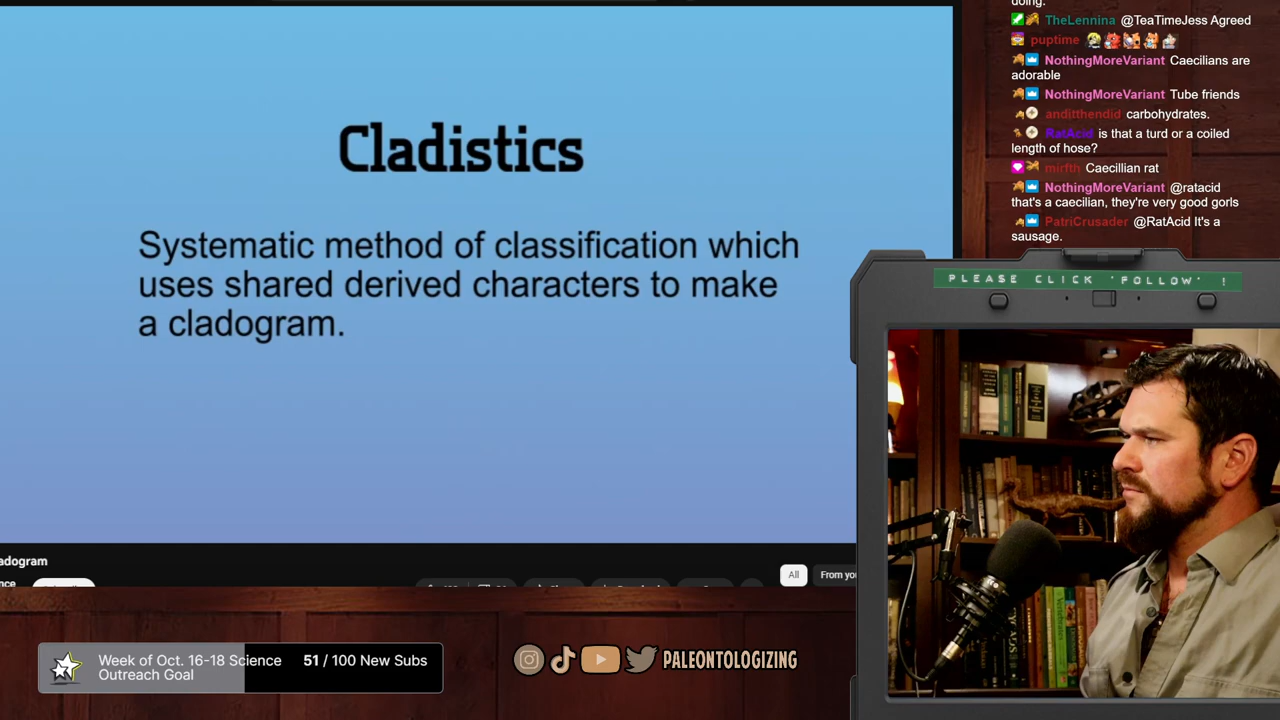 Cladistics
Systematic method of classification which
uses shared derived characters to make
a cladogram.
doing.
TheLennina @TeaTimeJess Agreed
puptime
NothingMoreVariant Caecilians are
adorable
NothingMoreVariant Tube friends
anditthendid carbohydrates.
RatAcid is that a turd or a coiled
length of hose?
mirfth Caecillian rat
NothingMoreVariant @ratacid
that's a caecilian, they're very good gorls
PatriCrusader @RatAcid It's a
sausage.
PLEASE CLICK 'FOLLOW' !
adogram
nce
All
From you
Week of Oct. 16-18 Science 51 / 100 New Subs
Outreach Goal
PALEONTOLOGIZING